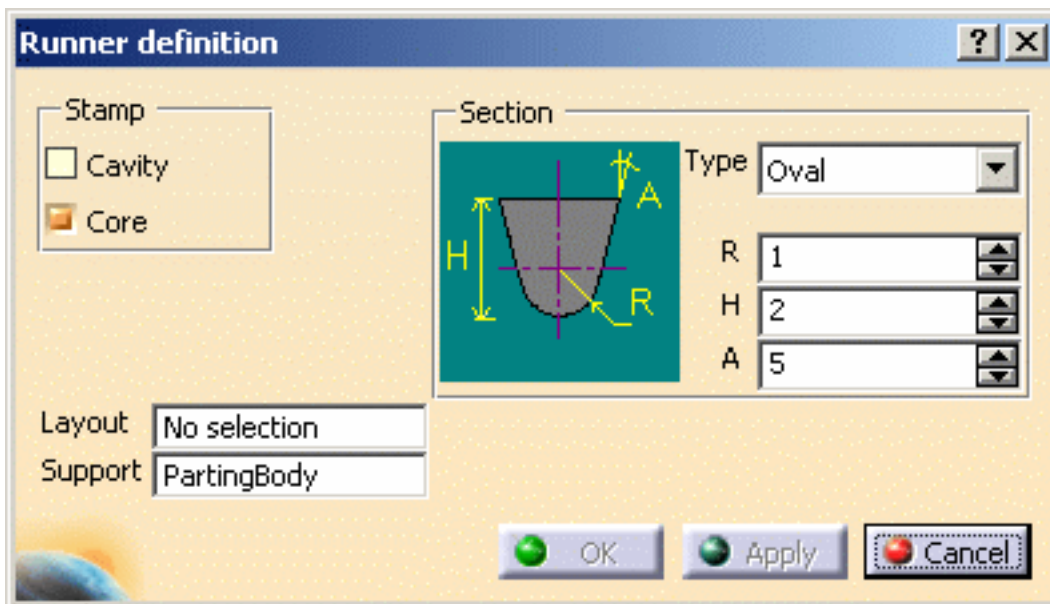 Runner definition
Stamp
Cavity
Core
Section
A
H
R
Type Oval
R 1
H 2
A 5
Layout No selection
Support PartingBody
OK Apply Cancel